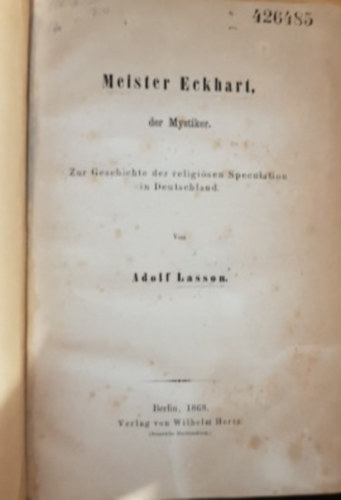 426485
Meister Eckhart,
der Mystiker.
Zur Geschichte der religiösen Speculation
in Deutschland.
Von
Adolf Lasson.
Berlin, 1868.
Verlag von Wilhelm Hertz